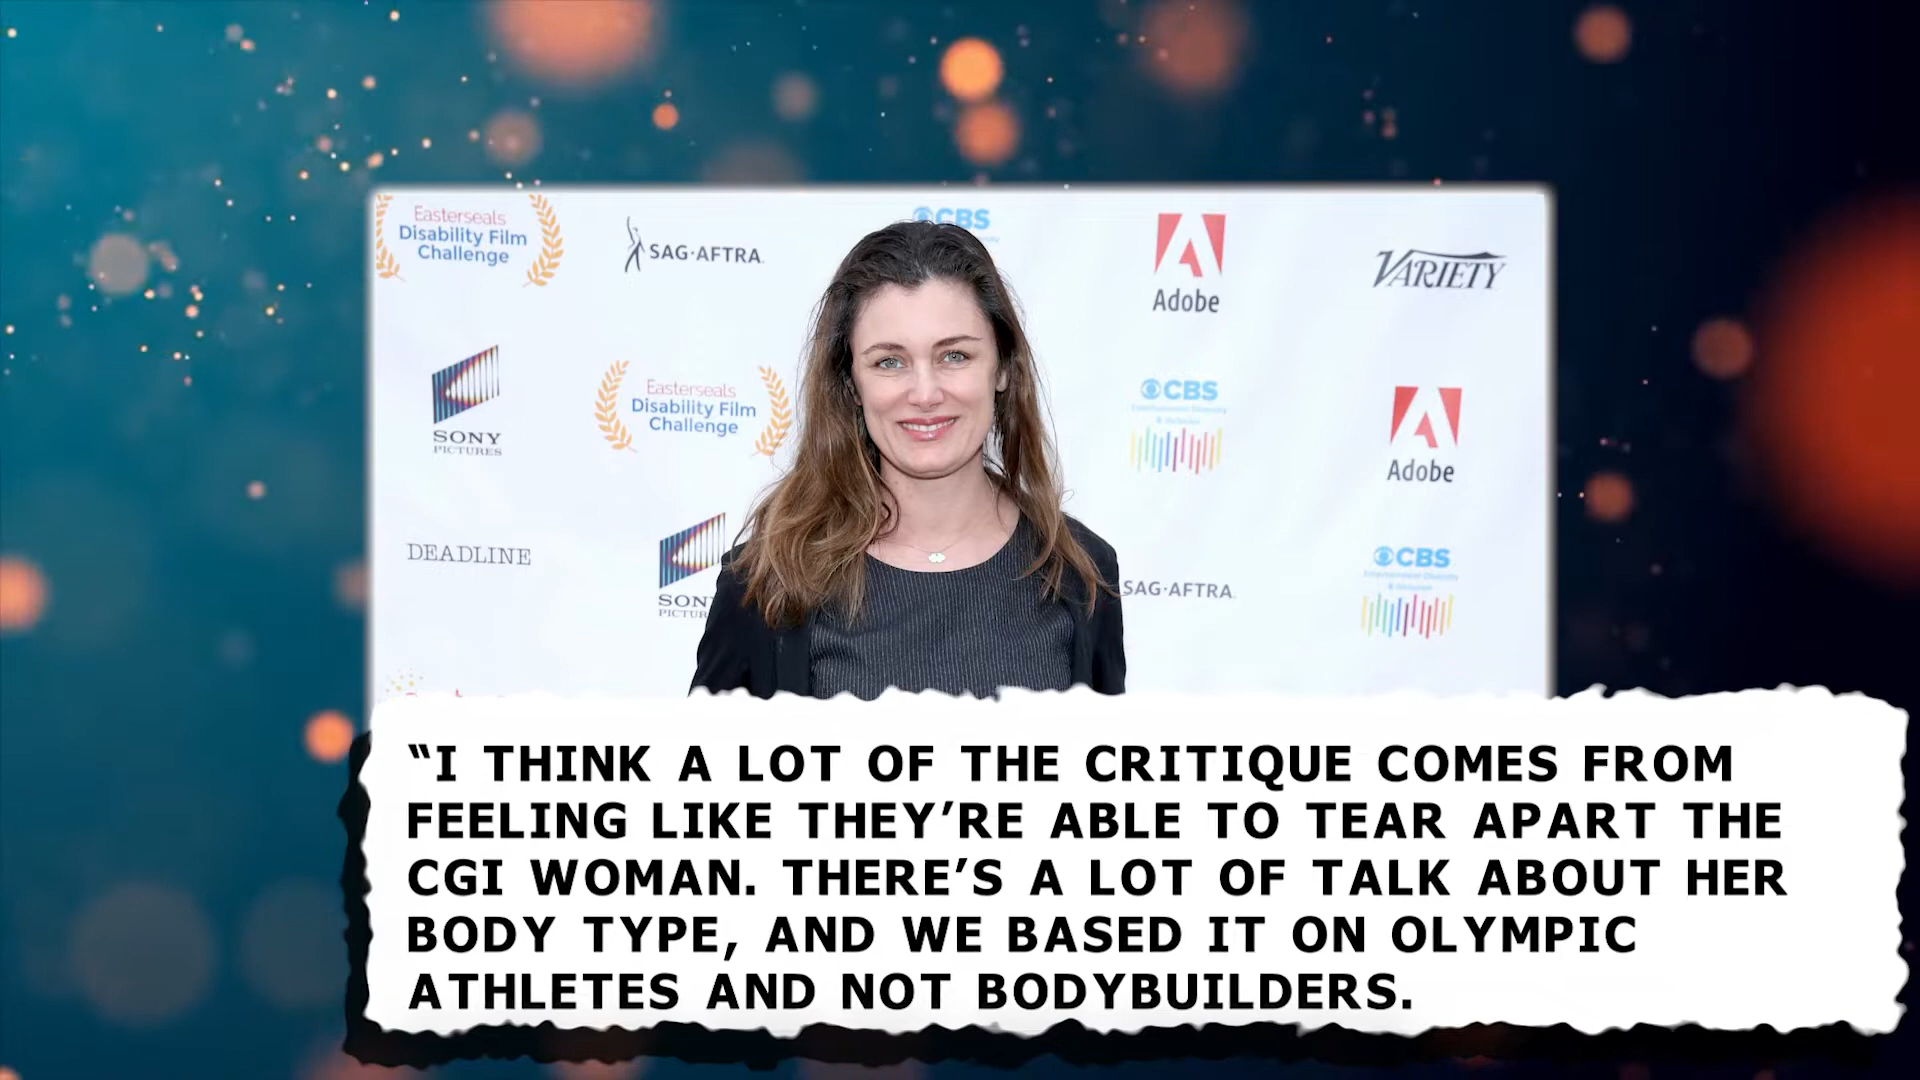 Easterseals
Disability Film
Challenge
SAG·AFTRA
CBS
Adobe
VARIETY
SONY
PICTURES
Easterseals
Disability Film
Challenge
CBS
Adobe
DEADLINE
SON
PICTUR
SAG·AFTRA
CBS
“I THINK A LOT OF THE CRITIQUE COMES FROM
FEELING LIKE THEY’RE ABLE TO TEAR APART THE
CGI WOMAN. THERE’S A LOT OF TALK ABOUT HER
BODY TYPE, AND WE BASED IT ON OLYMPIC
ATHLETES AND NOT BODYBUILDERS.